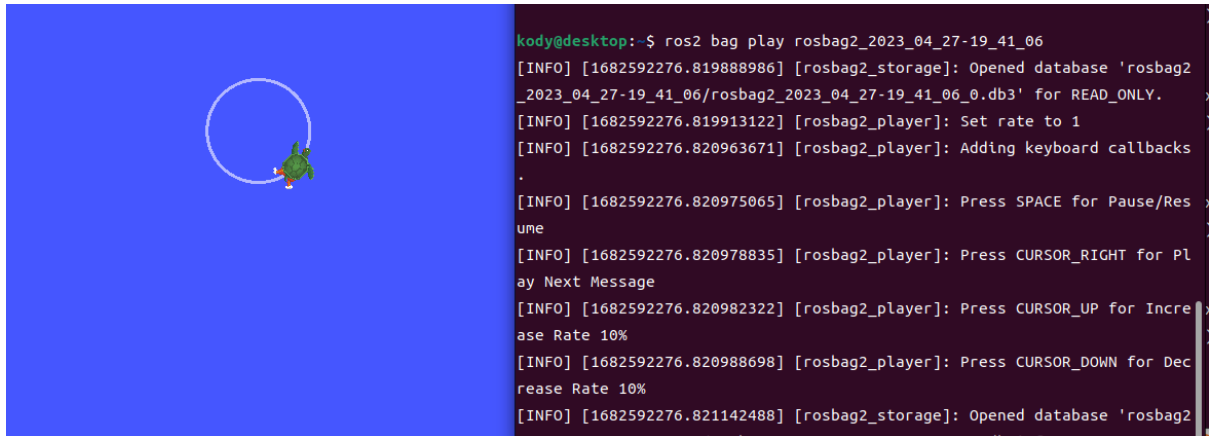 kody@desktop:~$ ros2 bag play rosbag2_2023_04_27-19_41_06
[INFO] [1682592276.819888986] [rosbag2_storage]: Opened database 'rosbag2
_2023_04_27-19_41_06/rosbag2_2023_04_27-19_41_06_0.db3' for READ_ONLY.
[INFO] [1682592276.819913122] [rosbag2_player]: Set rate to 1
[INFO] [1682592276.820963671] [rosbag2_player]: Adding keyboard callbacks
.
[INFO] [1682592276.820975065] [rosbag2_player]: Press SPACE for Pause/Res
ume
[INFO] [1682592276.820978835] [rosbag2_player]: Press CURSOR_RIGHT for Pl
ay Next Message
[INFO] [1682592276.820982322] [rosbag2_player]: Press CURSOR_UP for Incre
ase Rate 10%
[INFO] [1682592276.820988698] [rosbag2_player]: Press CURSOR_DOWN for Dec
rease Rate 10%
[INFO] [1682592276.821142488] [rosbag2_storage]: Opened database 'rosbag2